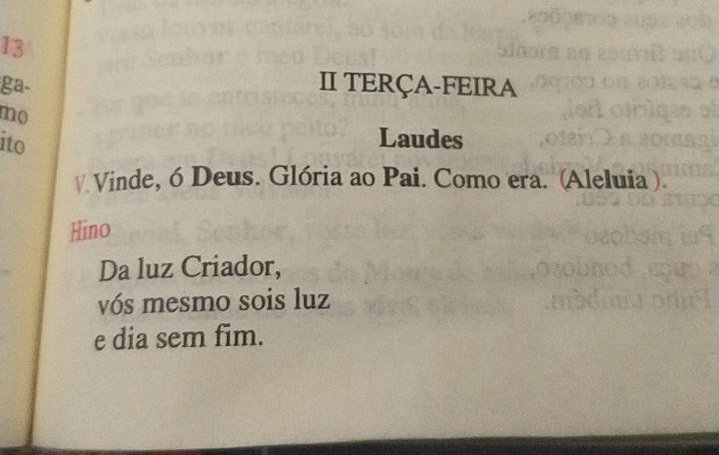 13
ga-
mo
ito
II TERÇA-FEIRA
Laudes
V. Vinde, ó Deus. Glória ao Pai. Como era. (Aleluia).
Hino
Da luz Criador,
vós mesmo sois luz
e dia sem fim.